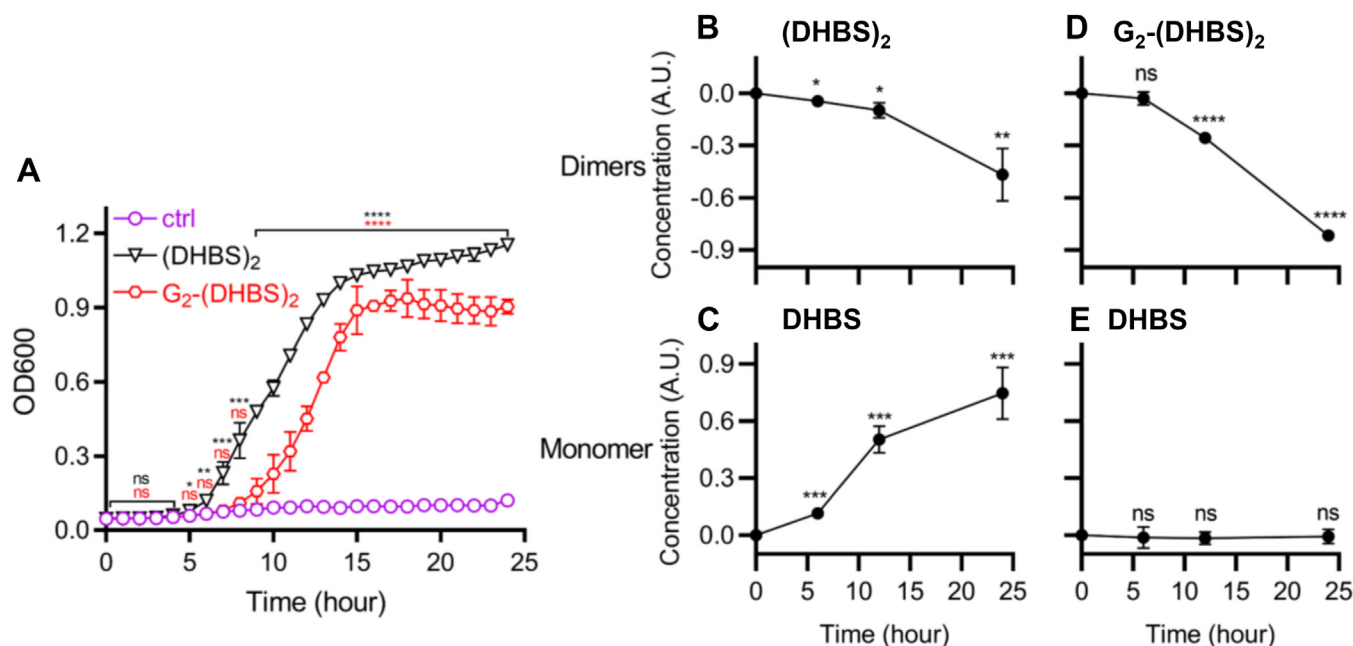 A
ctrl
(DHBS)₂
G₂-(DHBS)₂
****
****
***
ns
***
ns
**
ns
*
ns
ns
ns
OD600
1.2
0.9
0.6
0.3
0.0
0 5 10 15 20 25
Time (hour)
Dimers
Monomer
B (DHBS)₂
Concentration (A.U.)
0.0
-0.3
-0.6
-0.9
* * **
D G₂-(DHBS)₂
ns **** ****
C DHBS
Concentration (A.U.)
0.9
0.6
0.3
0.0
*** *** ***
0 5 10 15 20 25
Time (hour)
E DHBS
ns ns ns
0 5 10 15 20 25
Time (hour)